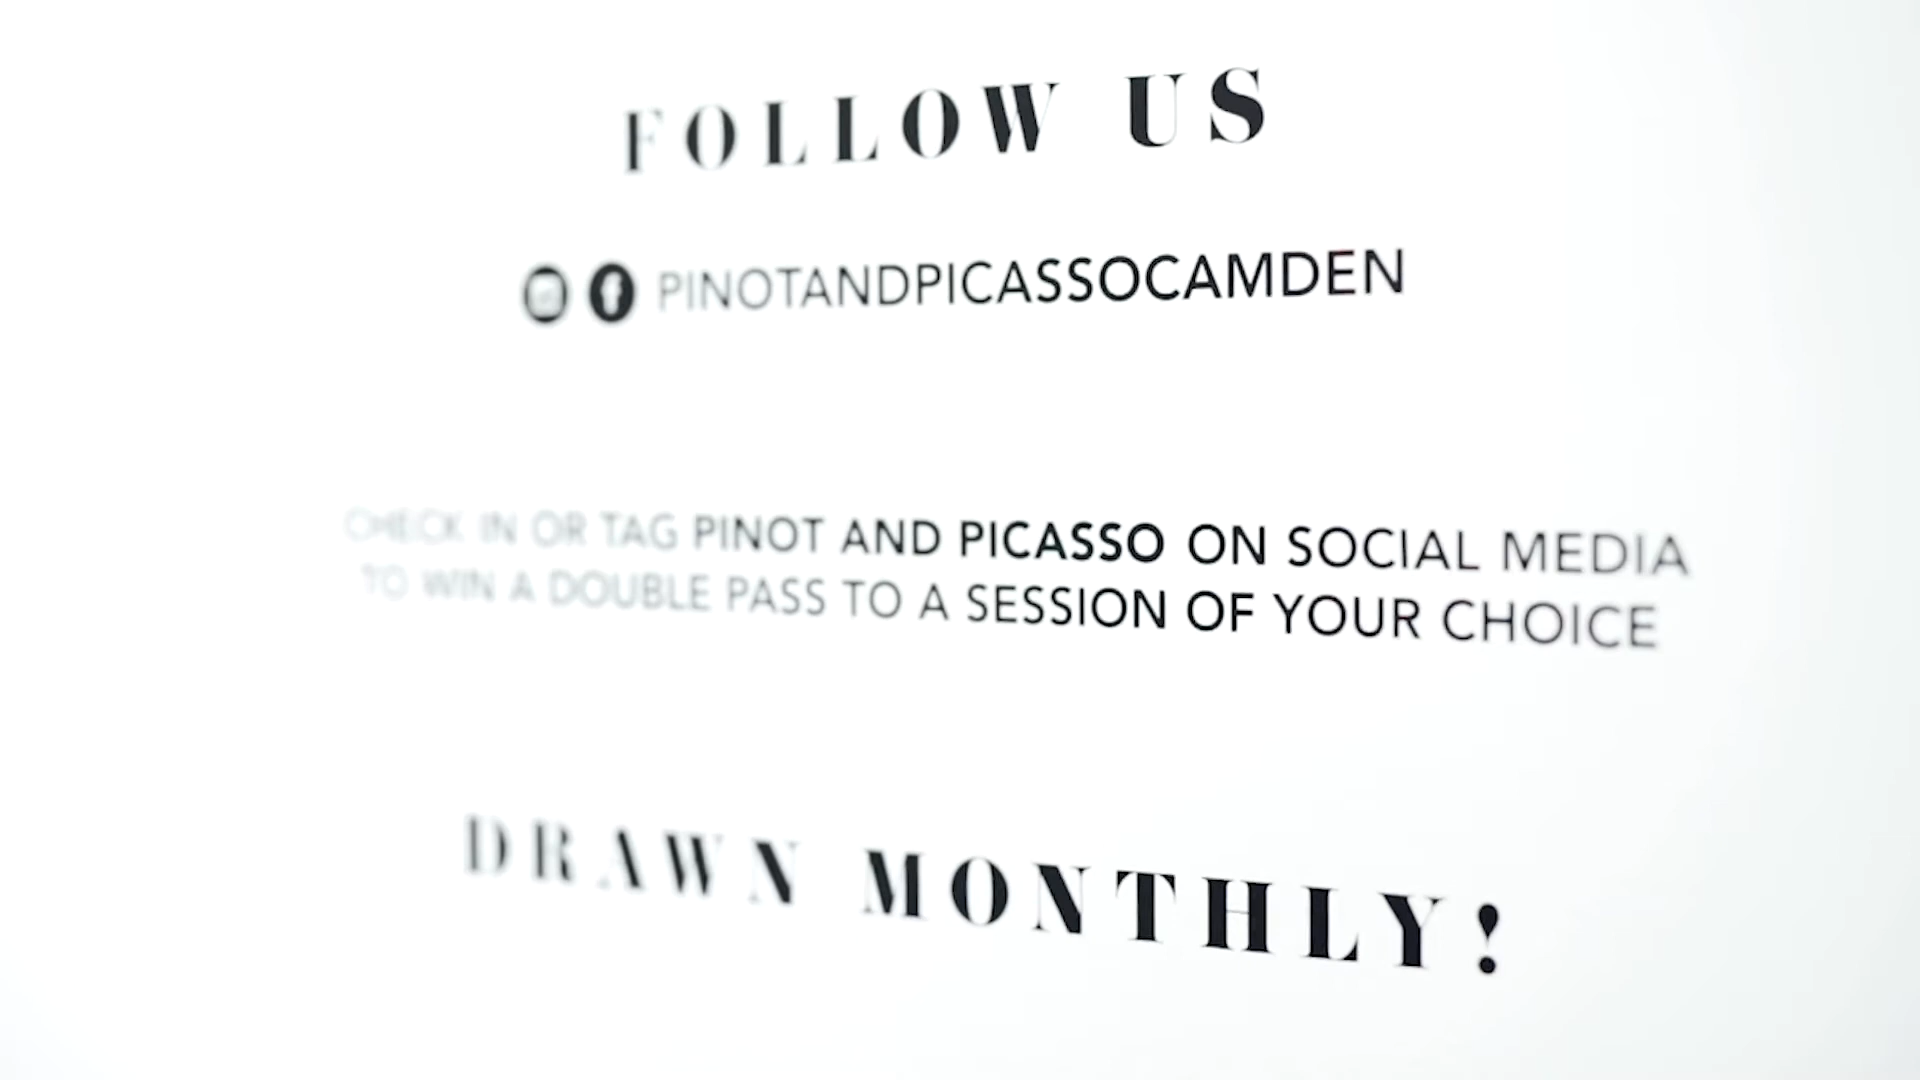 FOLLOW US
PINOTANDPICASSOCAMDEN
CHECK IN OR TAG PINOT AND PICASSO ON SOCIAL MEDIA
TO WIN A DOUBLE PASS TO A SESSION OF YOUR CHOICE
DRAWN MONTHLY!